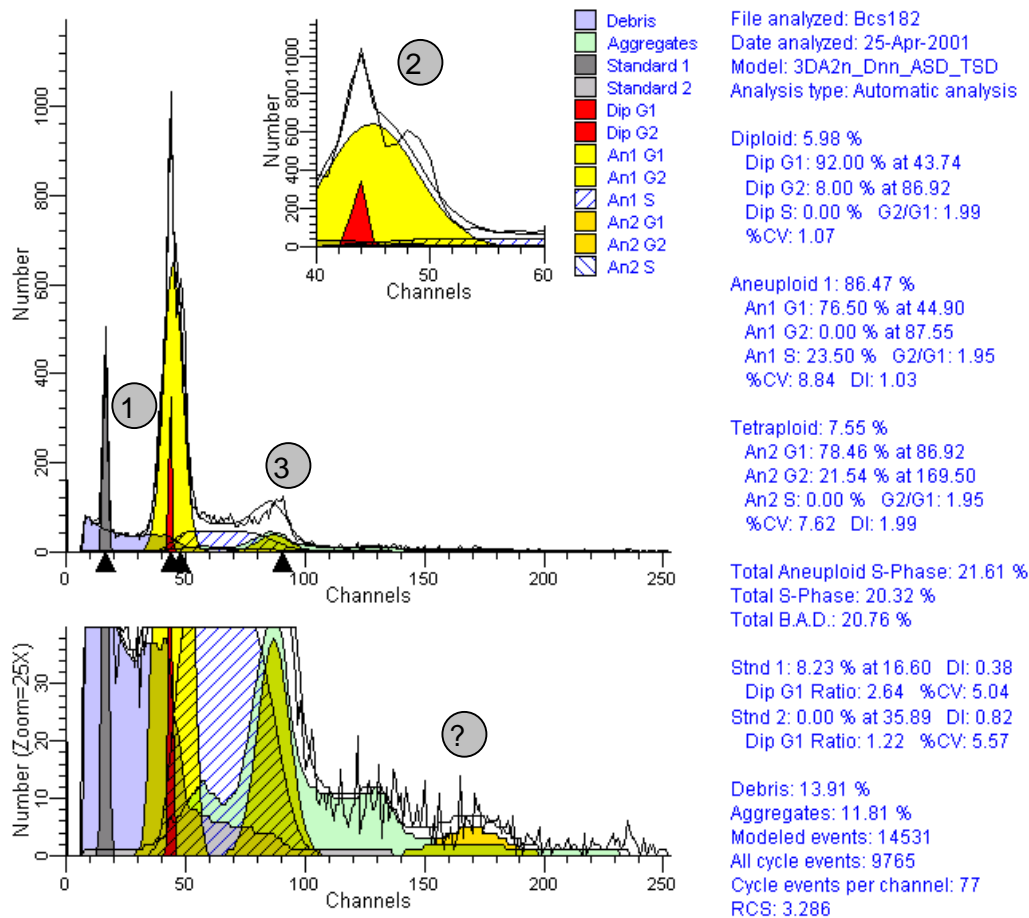 Debris
Aggregates
Standard 1
Standard 2
Dip G1
Dip G2
An1 G1
An1 G2
An1 S
An2 G1
An2 G2
An2 S
Number
0 200 400 600 800 1000
40 50 60
Channels
2
Number
0 200 400 600 800 1000
0 50 100 150 200 250
Channels
1
3
Number (Zoom=25X)
0 10 20 30
0 50 100 150 200 250
Channels
?
File analyzed: Bcs182
Date analyzed: 25-Apr-2001
Model: 3DA2n_Dnn_ASD_TSD
Analysis type: Automatic analysis
Diploid: 5.98 %
Dip G1: 92.00 % at 43.74
Dip G2: 8.00 % at 86.92
Dip S: 0.00 % G2/G1: 1.99
%CV: 1.07
Aneuploid 1: 86.47 %
An1 G1: 76.50 % at 44.90
An1 G2: 0.00 % at 87.55
An1 S: 23.50 % G2/G1: 1.95
%CV: 8.84 DI: 1.03
Tetraploid: 7.55 %
An2 G1: 78.46 % at 86.92
An2 G2: 21.54 % at 169.50
An2 S: 0.00 % G2/G1: 1.95
%CV: 7.62 DI: 1.99
Total Aneuploid S-Phase: 21.61 %
Total S-Phase: 20.32 %
Total B.A.D.: 20.76 %
Stnd 1: 8.23 % at 16.60 DI: 0.38
Dip G1 Ratio: 2.64 %CV: 5.04
Stnd 2: 0.00 % at 35.89 DI: 0.82
Dip G1 Ratio: 1.22 %CV: 5.57
Debris: 13.91 %
Aggregates: 11.81 %
Modeled events: 14531
All cycle events: 9765
Cycle events per channel: 77
RCS: 3.286